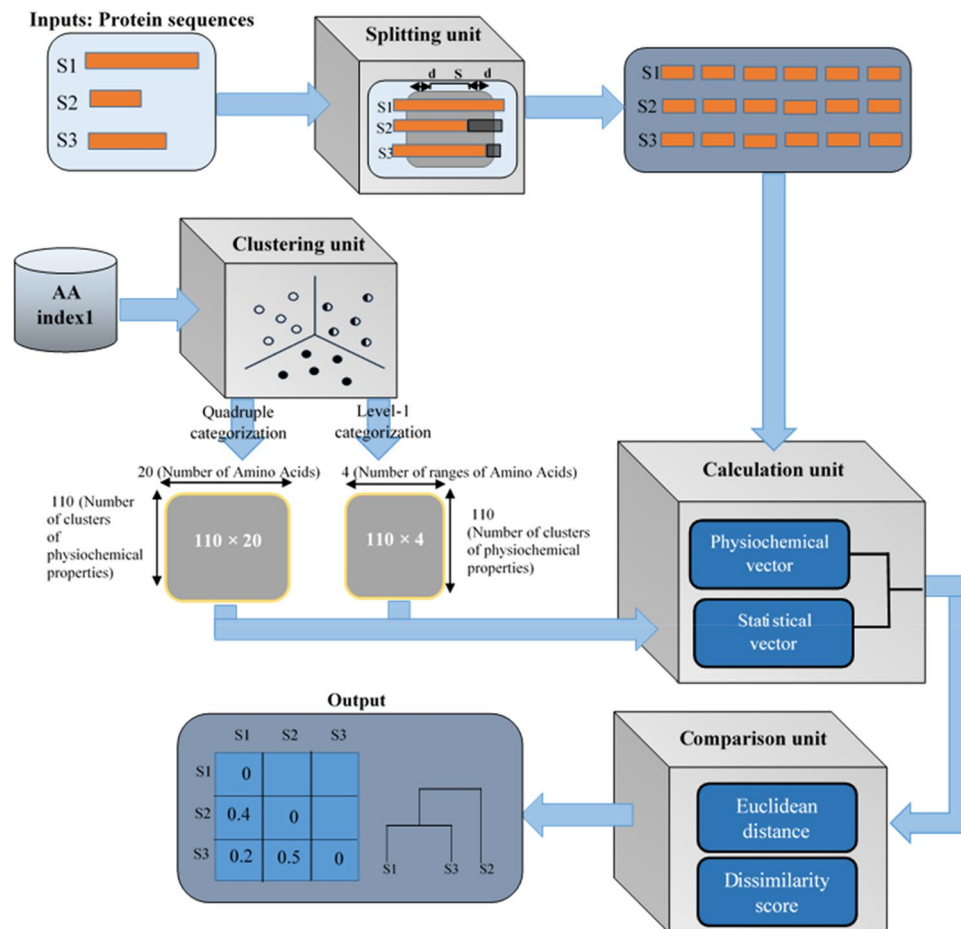 Inputs: Protein sequences
S1
S2
S3
Splitting unit
d S d
S1
S2
S3
S1
S2
S3
AA
index1
Clustering unit
Quadruple
categorization
Level-1
categorization
20 (Number of Amino Acids)
4 (Number of ranges of Amino Acids)
110 (Number
of clusters
of
physiochemical
properties)
110 × 20
110 × 4
110
(Number of clusters
of physiochemical
properties)
Calculation unit
Physiochemical
vector
Statistical
vector
Output
S1 S2 S3
S1 0
S2 0.4 0
S3 0.2 0.5 0
S1 S3 S2
Comparison unit
Euclidean
distance
Dissimilarity
score